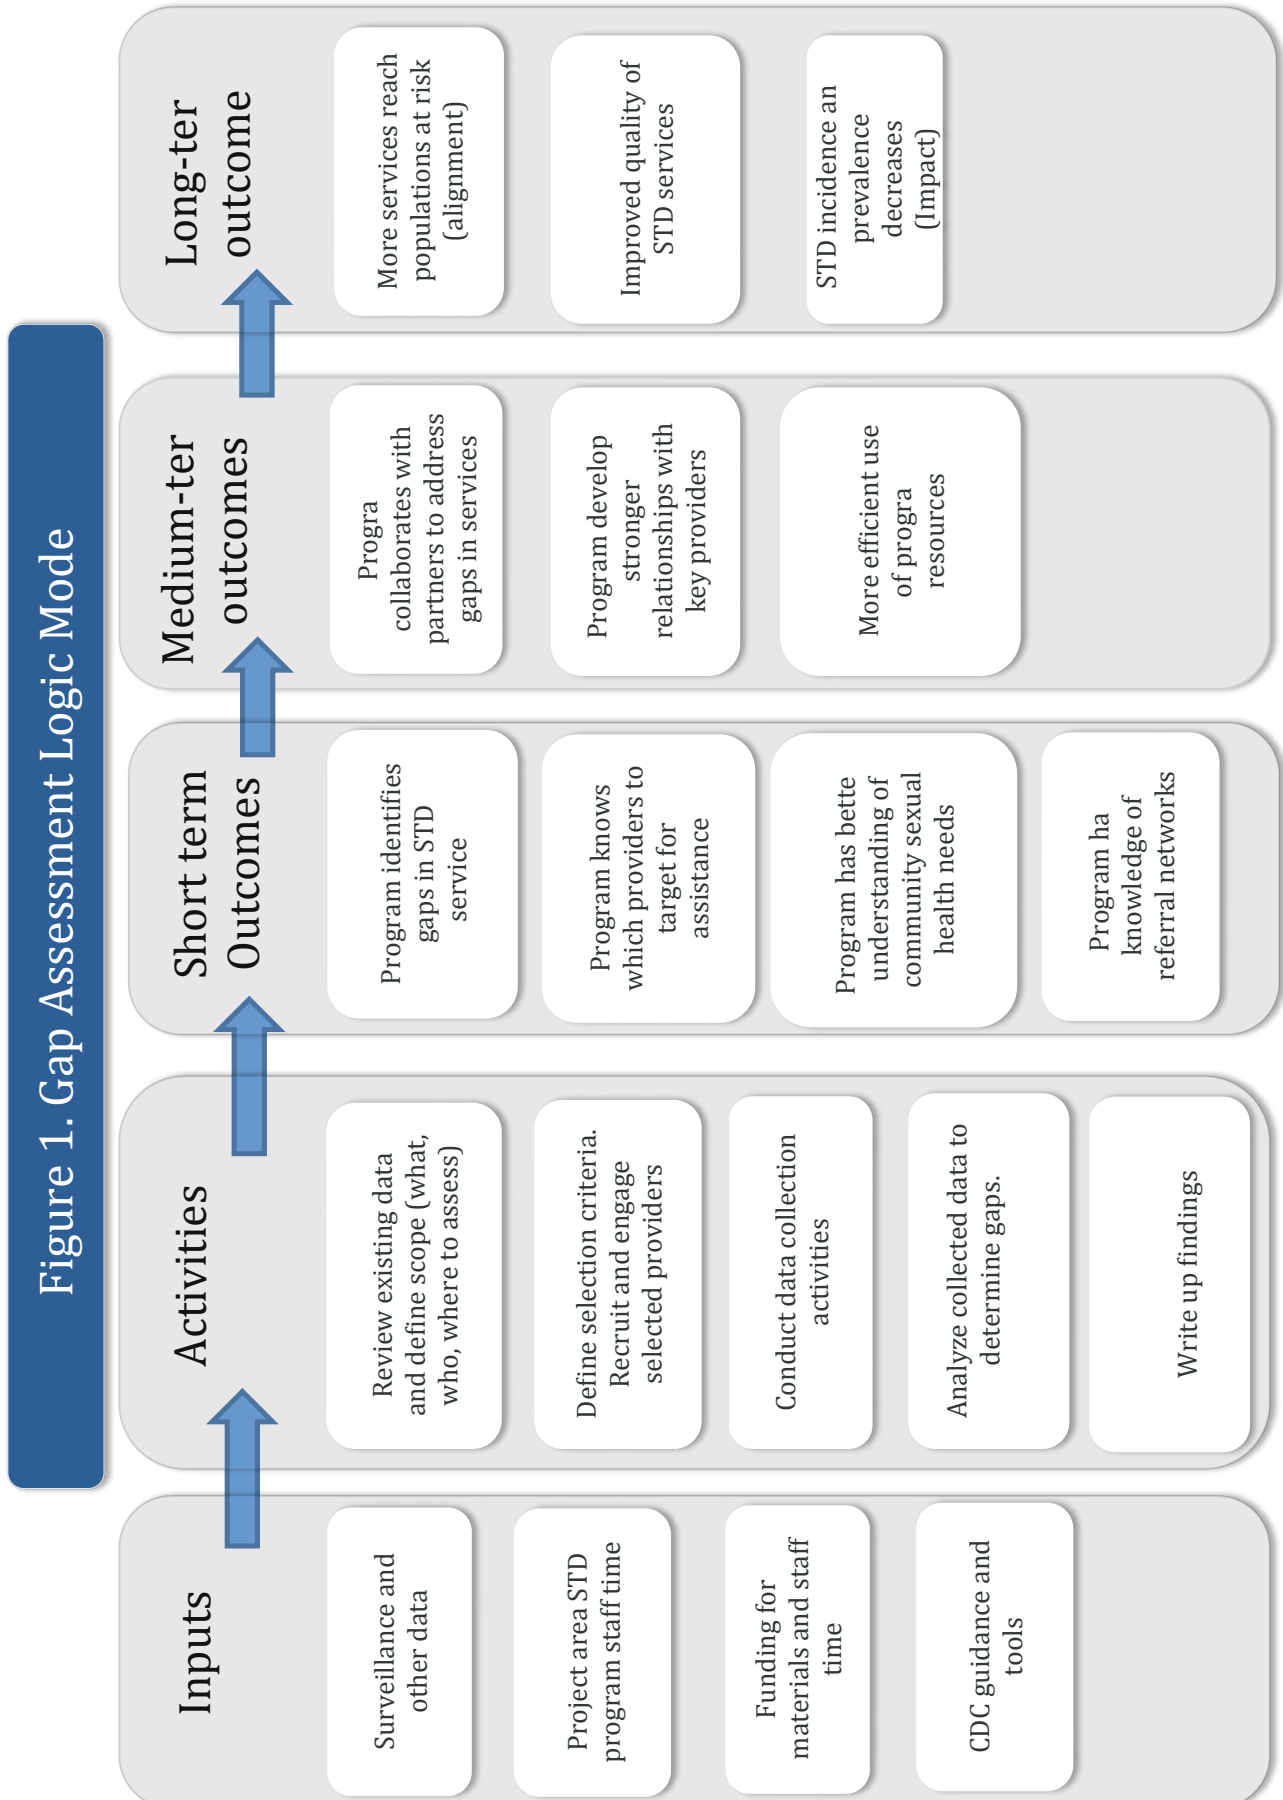 Figure 1. Gap Assessment Logic Mode
Inputs
Surveillance and
other data
Project area STD
program staff time
Funding for
materials and staff
time
CDC guidance and
tools
Activities
Review existing data
and define scope (what,
who, where to assess)
Define selection criteria.
Recruit and engage
selected providers
Conduct data collection
activities
Analyze collected data to
determine gaps.
Write up findings
Short term
Outcomes
Program identifies
gaps in STD
service
Program knows
which providers to
target for
assistance
Program has bette
understanding of
community sexual
health needs
Program ha
knowledge of
referral networks
Medium-ter
outcomes
Progra
collaborates with
partners to address
gaps in services
Program develop
stronger
relationships with
key providers
More efficient use
of progra
resources
Long-ter
outcome
More services reach
populations at risk
(alignment)
Improved quality of
STD services
STD incidence an
prevalence
decreases
(Impact)